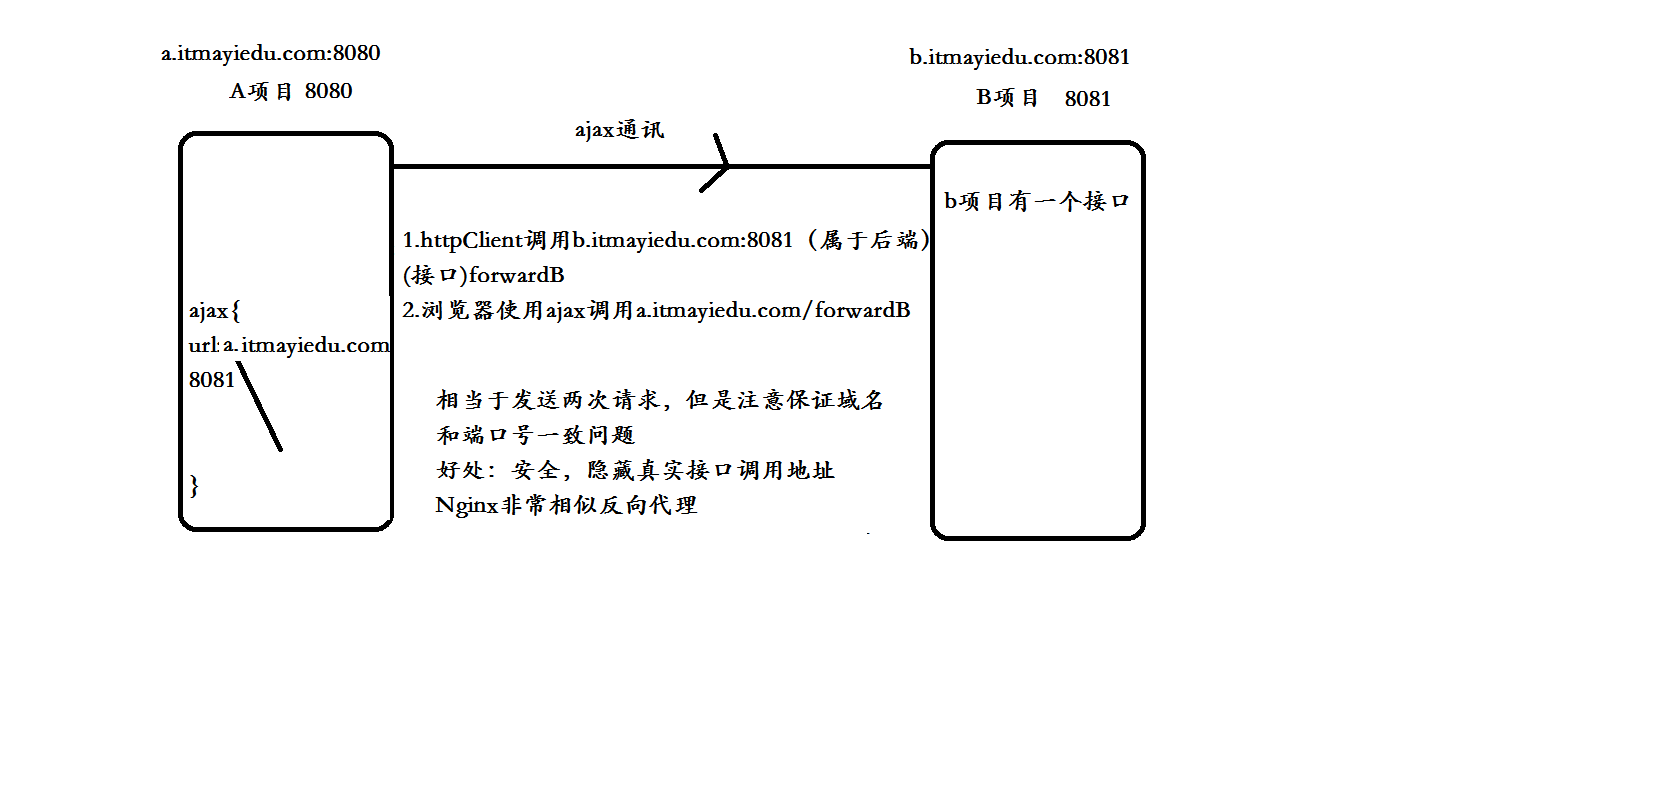 a.itmayiedu.com:8080
A项目 8080
b.itmayiedu.com:8081
B项目 8081
ajax通讯
b项目有一个接口
1.httpClient调用b.itmayiedu.com:8081（属于后端）
(接口)forwardB
2.浏览器使用ajax调用a.itmayiedu.com/forwardB
ajax{
url:a.itmayiedu.com
8081
}
相当于发送两次请求，但是注意保证域名
和端口号一致问题
好处：安全，隐藏真实接口调用地址
Nginx非常相似反向代理